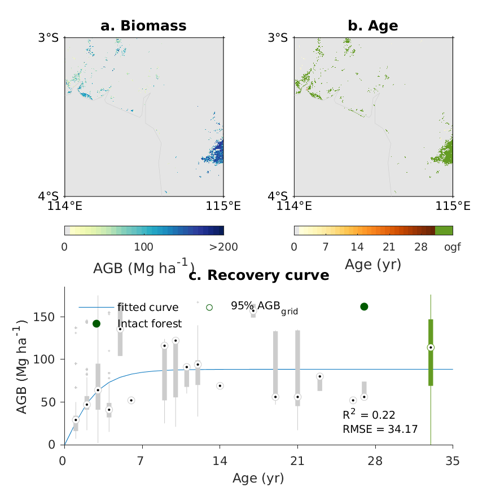 a. Biomass
b. Age
3°S
3°S
4°S
4°S
114°E
115°E
114°E
115°E
0
100
>200
0
7
14
21
28
ogf
AGB (Mg ha⁻¹)
Age (yr)
c. Recovery curve
fitted curve
95% AGB_grid
Intact forest
150
100
50
0
AGB (Mg ha⁻¹)
R² = 0.22
RMSE = 34.17
0
7
14
21
28
35
Age (yr)